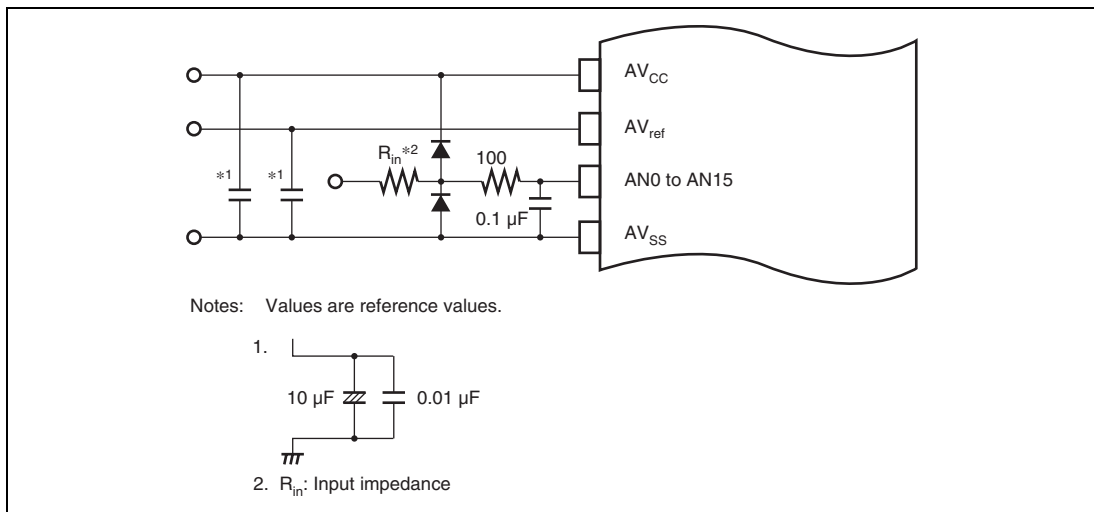 AVCC
AVref
Rin*2
100
*1
*1
AN0 to AN15
0.1 µF
AVSS
Notes: Values are reference values.
1.
10 µF
0.01 µF
2. Rin: Input impedance